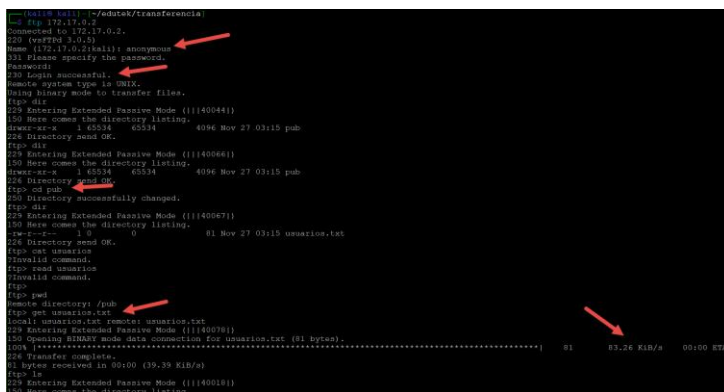 (kali㉿kali)-[~/edutek/transferencia]
ftp 172.17.0.2
Connected to 172.17.0.2.
220 (vsFTPd 3.0.5)
Name (172.17.0.2:kali): anonymous
331 Please specify the password.
Password:
230 Login successful.
Remote system type is UNIX.
Using binary mode to transfer files.
ftp> dir
229 Entering Extended Passive Mode (|||40044|)
150 Here comes the directory listing.
drwxr-xr-x 1 65534 65534 4096 Nov 27 03:15 pub
226 Directory send OK.
ftp> dir
229 Entering Extended Passive Mode (|||40066|)
150 Here comes the directory listing.
drwxr-xr-x 1 65534 65534 4096 Nov 27 03:15 pub
226 Directory send OK.
ftp> cd pub
250 Directory successfully changed.
ftp> dir
229 Entering Extended Passive Mode (|||40067|)
150 Here comes the directory listing.
-rw-r--r-- 1 0 0 81 Nov 27 03:15 usuarios.txt
226 Directory send OK.
ftp> cat usuarios
?Invalid command.
ftp> read usuarios
?Invalid command.
ftp>
ftp> pwd
Remote directory: /pub
ftp> get usuarios.txt
local: usuarios.txt remote: usuarios.txt
229 Entering Extended Passive Mode (|||40078|)
150 Opening BINARY mode data connection for usuarios.txt (81 bytes).
100% |***********************************************************************************| 81 83.26 KiB/s 00:00 ETA
226 Transfer complete.
81 bytes received in 00:00 (39.39 KiB/s)
ftp> ls
229 Entering Extended Passive Mode (|||40018|)
150 Here comes the directory listing.